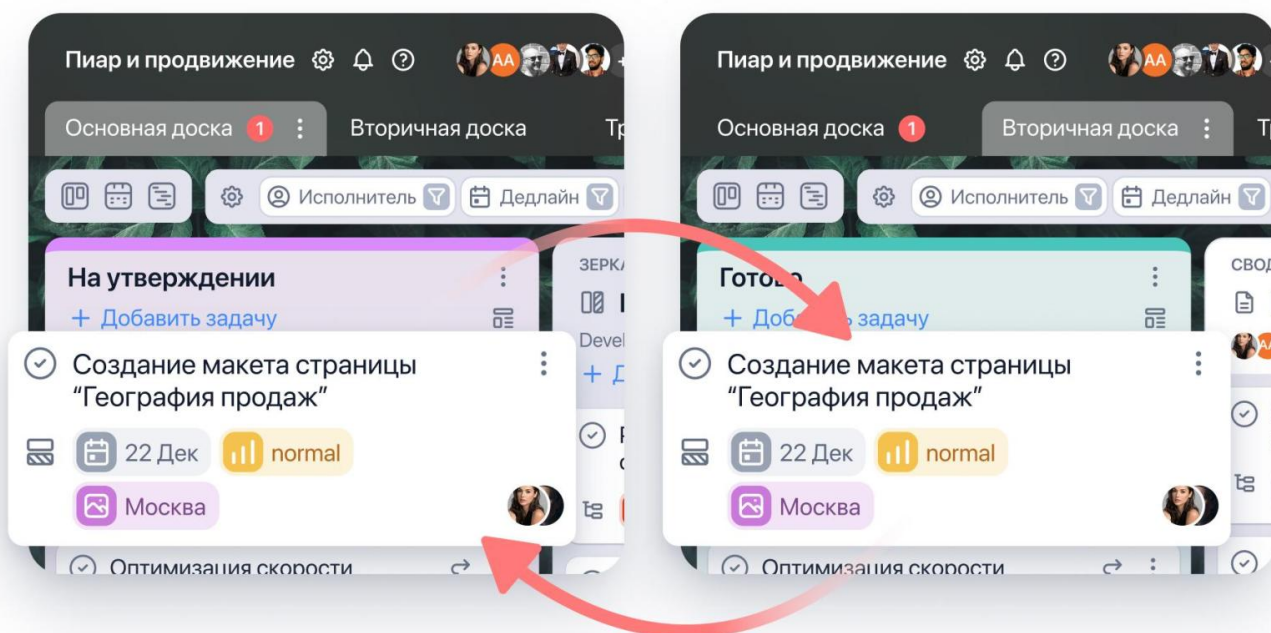 Пиар и продвижение
AA
Основная доска 1
Вторичная доска
Исполнитель
Дедлайн
На утверждении
+ Добавить задачу
Создание макета страницы
“География продаж”
22 Дек
normal
Москва
Оптимизация скорости
Пиар и продвижение
AA
Основная доска 1
Вторичная доска
Исполнитель
Дедлайн
Готово
задачу
Создание макета страницы
“География продаж”
22 Дек
normal
Москва
Оптимизация скорости